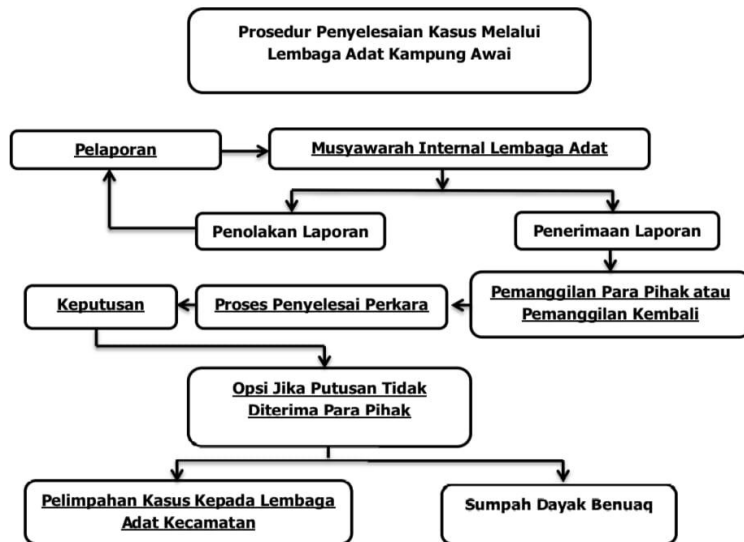 Prosedur Penyelesaian Kasus Melalui
Lembaga Adat Kampung Awai
Pelaporan
Musyawarah Internal Lembaga Adat
Penolakan Laporan
Penerimaan Laporan
Keputusan
Proses Penyelesai Perkara
Pemanggilan Para Pihak atau
Pemanggilan Kembali
Opsi Jika Putusan Tidak
Diterima Para Pihak
Pelimpahan Kasus Kepada Lembaga
Adat Kecamatan
Sumpah Dayak Benuaq